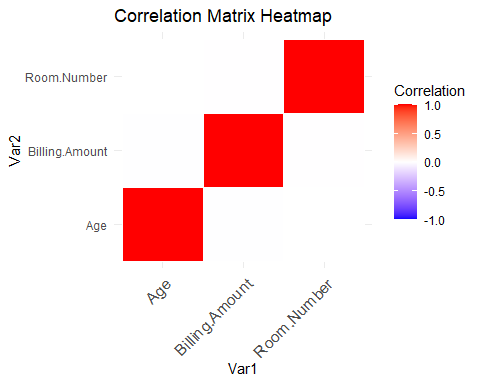 Correlation Matrix Heatmap
Room.Number
Billing.Amount
Age
Var2
Age
Billing.Amount
Room.Number
Var1
Correlation
1.0
0.5
0.0
-0.5
-1.0